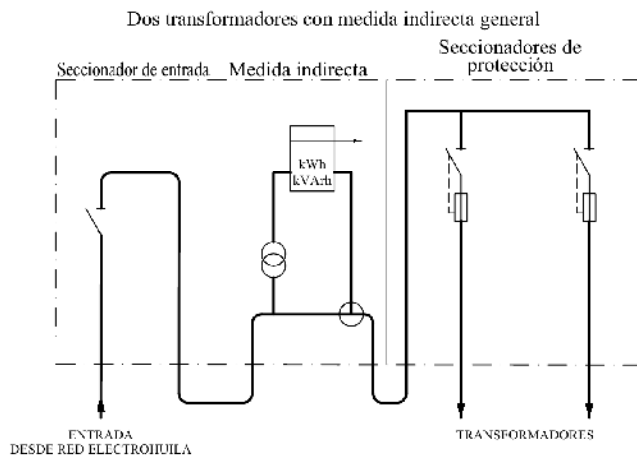 Dos transformadores con medida indirecta general
Seccionador de entrada
Medida indirecta
Seccionadores de
protección
kWh
kVArh
ENTRADA
DESDE RED ELECTROHUILA
TRANSFORMADORES